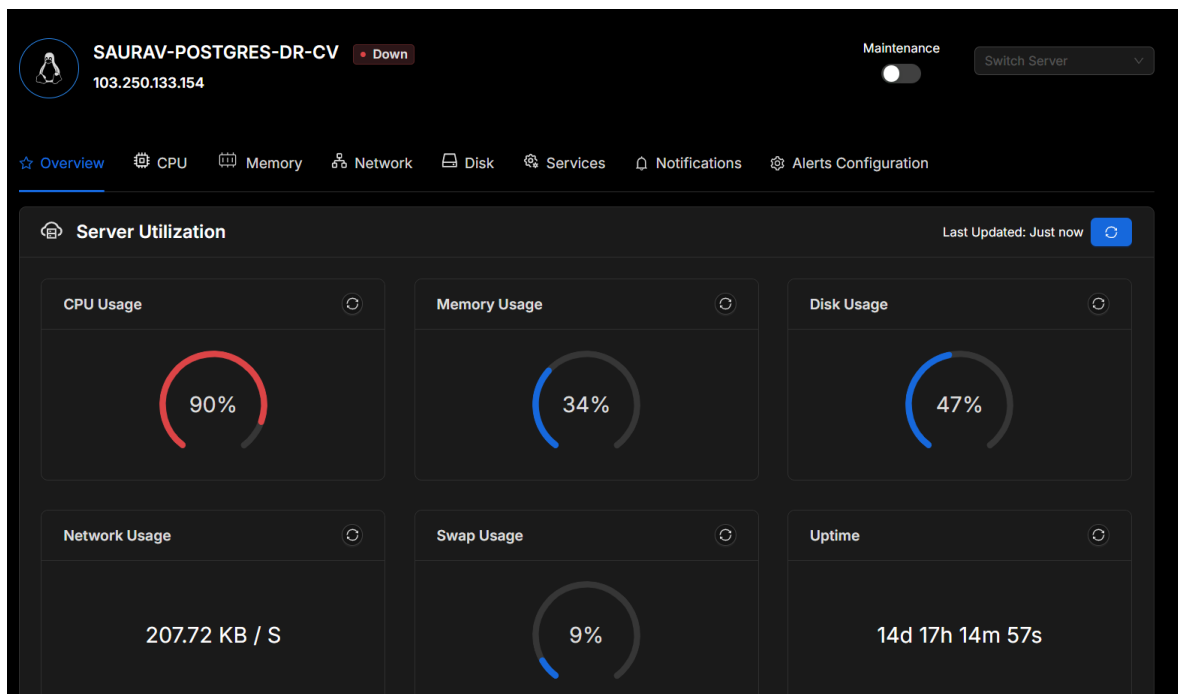 SAURAV-POSTGRES-DR-CV
Down
103.250.133.154
Maintenance
Switch Server
Overview
CPU
Memory
Network
Disk
Services
Notifications
Alerts Configuration
Server Utilization
Last Updated: Just now
CPU Usage
Memory Usage
Disk Usage
90%
34%
47%
Network Usage
Swap Usage
Uptime
207.72 KB / S
9%
14d 17h 14m 57s